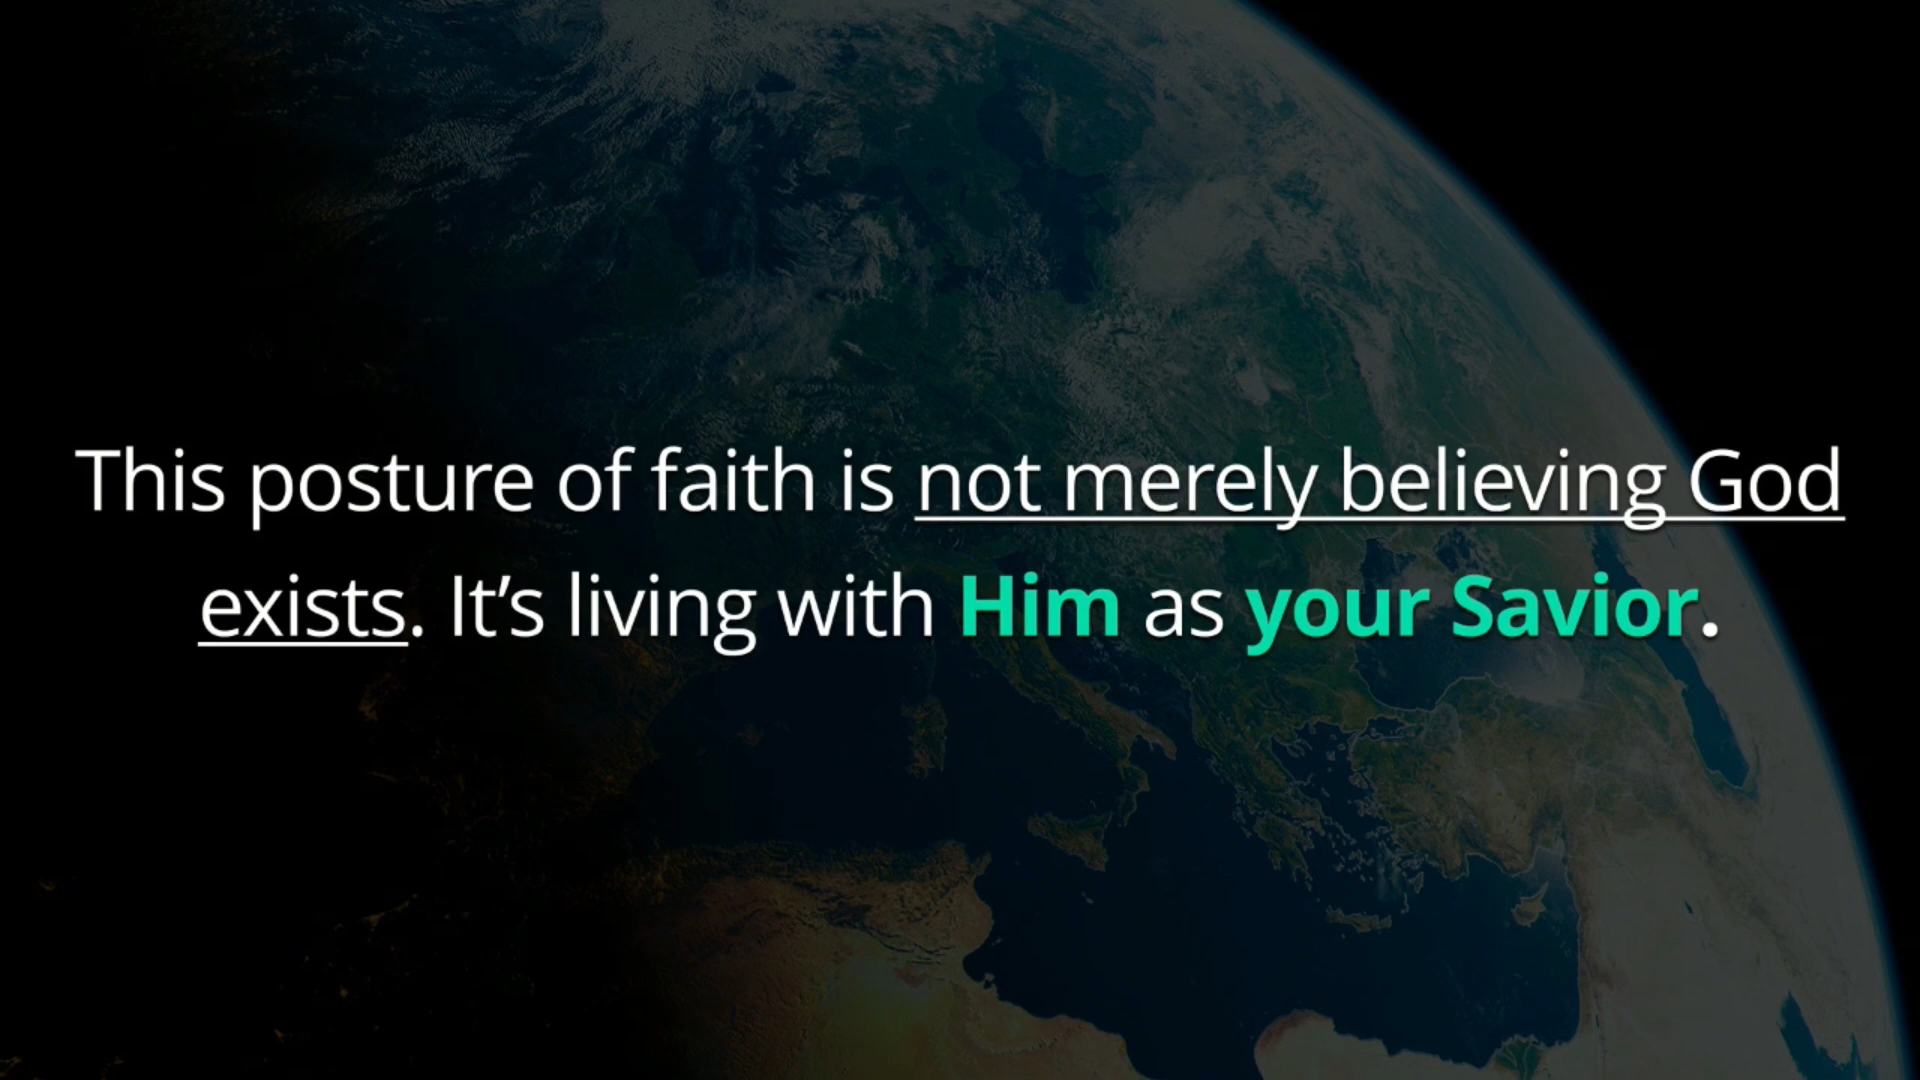 This posture of faith is not merely believing God
exists. It’s living with Him as your Savior.